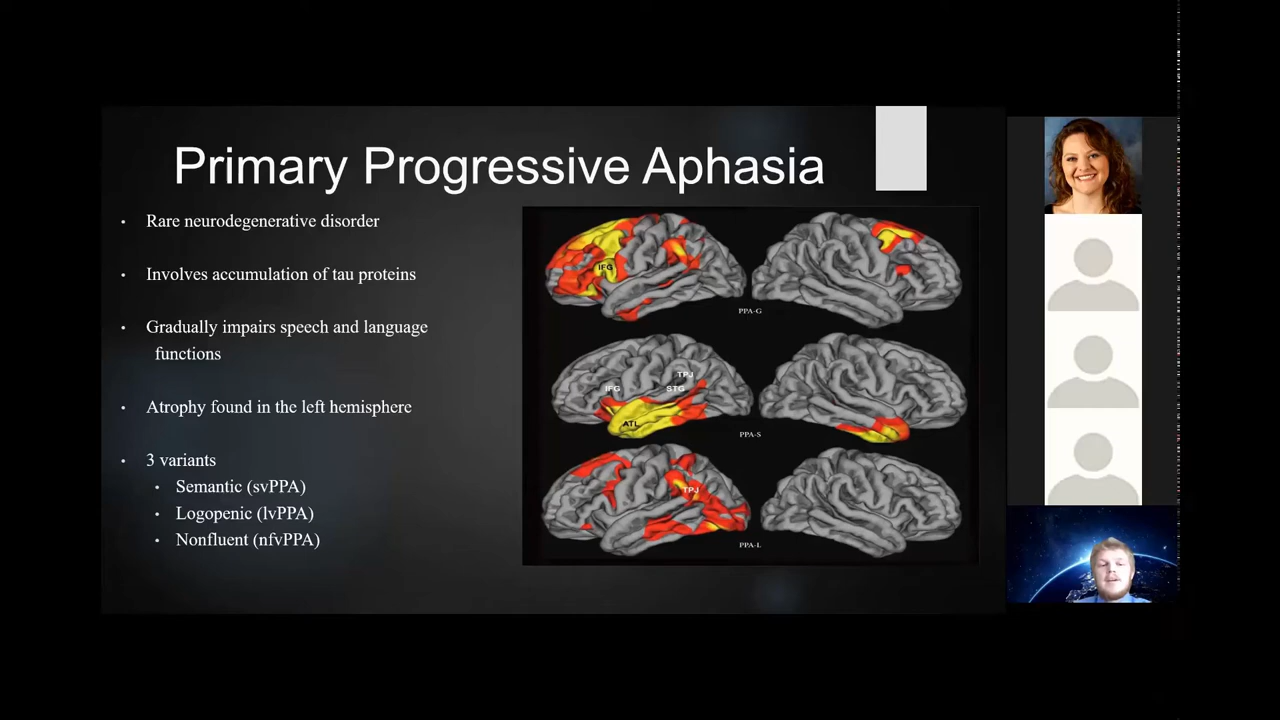 Primary Progressive Aphasia
• Rare neurodegenerative disorder
• Involves accumulation of tau proteins
• Gradually impairs speech and language
functions
• Atrophy found in the left hemisphere
• 3 variants
• Semantic (svPPA)
• Logopenic (lvPPA)
• Nonfluent (nfvPPA)
IFG
PPA-G
TPJ
IFG STG
ATL
PPA-S
TPJ
PPA-L